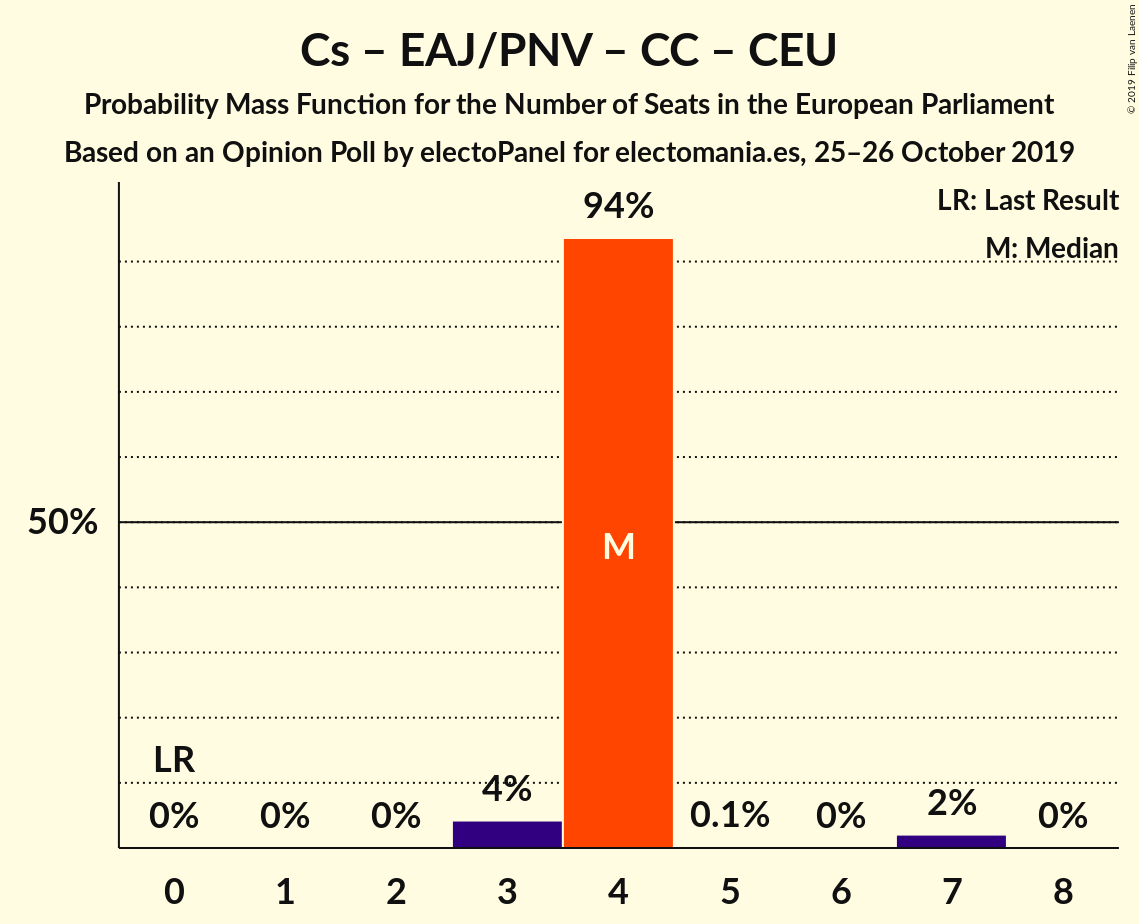 Cs – EAJ/PNV – CC – CEU
Probability Mass Function for the Number of Seats in the European Parliament
Based on an Opinion Poll by electoPanel for electomania.es, 25–26 October 2019
© 2019 Filip van Laenen
LR: Last Result
M: Median
94%
50%
M
LR
0%
0%
0%
4%
0.1%
0%
2%
0%
0 1 2 3 4 5 6 7 8